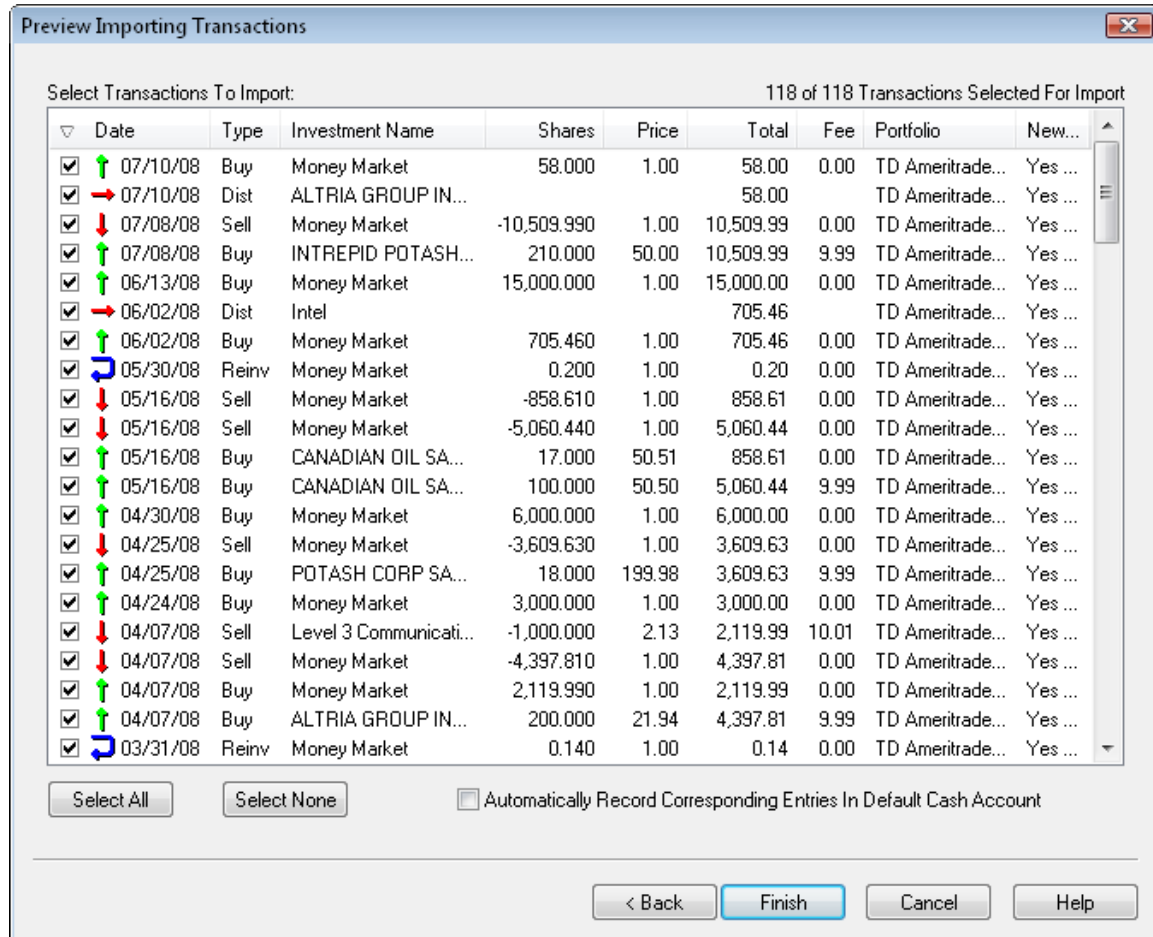 Preview Importing Transactions
Select Transactions To Import: 118 of 118 Transactions Selected For Import
Date Type Investment Name Shares Price Total Fee Portfolio New...
07/10/08 Buy Money Market 58.000 1.00 58.00 0.00 TD Ameritrade... Yes ...
07/10/08 Dist ALTRIA GROUP IN... 58.00 TD Ameritrade... Yes ...
07/08/08 Sell Money Market -10,509.990 1.00 10,509.99 0.00 TD Ameritrade... Yes ...
07/08/08 Buy INTREPID POTASH... 210.000 50.00 10,509.99 9.99 TD Ameritrade... Yes ...
06/13/08 Buy Money Market 15,000.000 1.00 15,000.00 0.00 TD Ameritrade... Yes ...
06/02/08 Dist Intel 705.46 TD Ameritrade... Yes ...
06/02/08 Buy Money Market 705.460 1.00 705.46 0.00 TD Ameritrade... Yes ...
05/30/08 Reinv Money Market 0.200 1.00 0.20 0.00 TD Ameritrade... Yes ...
05/16/08 Sell Money Market -858.610 1.00 858.61 0.00 TD Ameritrade... Yes ...
05/16/08 Sell Money Market -5,060.440 1.00 5,060.44 0.00 TD Ameritrade... Yes ...
05/16/08 Buy CANADIAN OIL SA... 17.000 50.51 858.61 0.00 TD Ameritrade... Yes ...
05/16/08 Buy CANADIAN OIL SA... 100.000 50.50 5,060.44 9.99 TD Ameritrade... Yes ...
04/30/08 Buy Money Market 6,000.000 1.00 6,000.00 0.00 TD Ameritrade... Yes ...
04/25/08 Sell Money Market -3,609.630 1.00 3,609.63 0.00 TD Ameritrade... Yes ...
04/25/08 Buy POTASH CORP SA... 18.000 199.98 3,609.63 9.99 TD Ameritrade... Yes ...
04/24/08 Buy Money Market 3,000.000 1.00 3,000.00 0.00 TD Ameritrade... Yes ...
04/07/08 Sell Level 3 Communicati... -1,000.000 2.13 2,119.99 10.01 TD Ameritrade... Yes ...
04/07/08 Sell Money Market -4,397.810 1.00 4,397.81 0.00 TD Ameritrade... Yes ...
04/07/08 Buy Money Market 2,119.990 1.00 2,119.99 0.00 TD Ameritrade... Yes ...
04/07/08 Buy ALTRIA GROUP IN... 200.000 21.94 4,397.81 9.99 TD Ameritrade... Yes ...
03/31/08 Reinv Money Market 0.140 1.00 0.14 0.00 TD Ameritrade... Yes ...
Select All Select None Automatically Record Corresponding Entries In Default Cash Account
< Back Finish Cancel Help